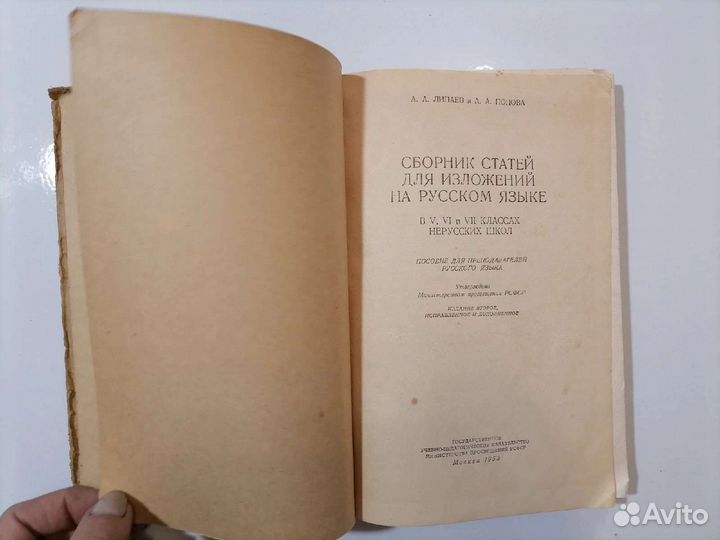 А. А. ЛИПАЕВ и А. А. ПОПОВА
СБОРНИК СТАТЕЙ
ДЛЯ ИЗЛОЖЕНИЙ
НА РУССКОМ ЯЗЫКЕ
В V, VI и VII КЛАССАХ
НЕРУССКИХ ШКОЛ
ПОСОБИЕ ДЛЯ ПРЕПОДАВАТЕЛЕЙ
РУССКОГО ЯЗЫКА
Утверждено
Министерством просвещения РСФСР
ИЗДАНИЕ ВТОРОЕ,
ИСПРАВЛЕННОЕ И ДОПОЛНЕННОЕ
ГОСУДАРСТВЕННОЕ
УЧЕБНО-ПЕДАГОГИЧЕСКОЕ ИЗДАТЕЛЬСТВО
МИНИСТЕРСТВА ПРОСВЕЩЕНИЯ РСФСР
Москва
Avito